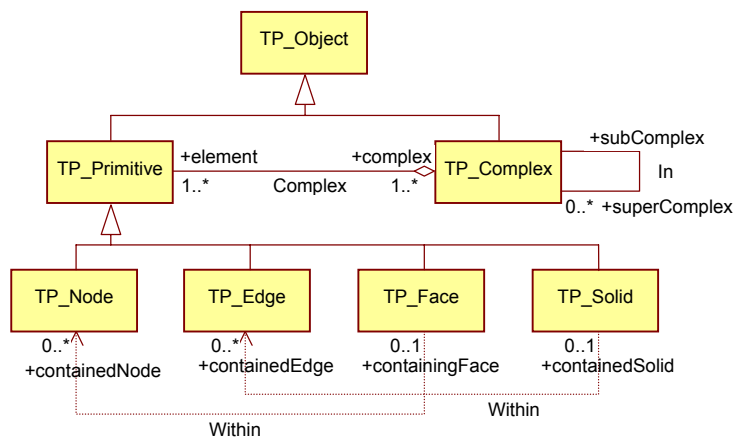 TP_Object
+subComplex
+element
+complex
TP_Primitive
TP_Complex
In
Complex
1..*
1..*
0..*
+superComplex
TP_Node
TP_Edge
TP_Face
TP_Solid
0..*
0..*
0..1
0..1
+containedNode
+containedEdge
+containingFace
+containedSolid
Within
Within